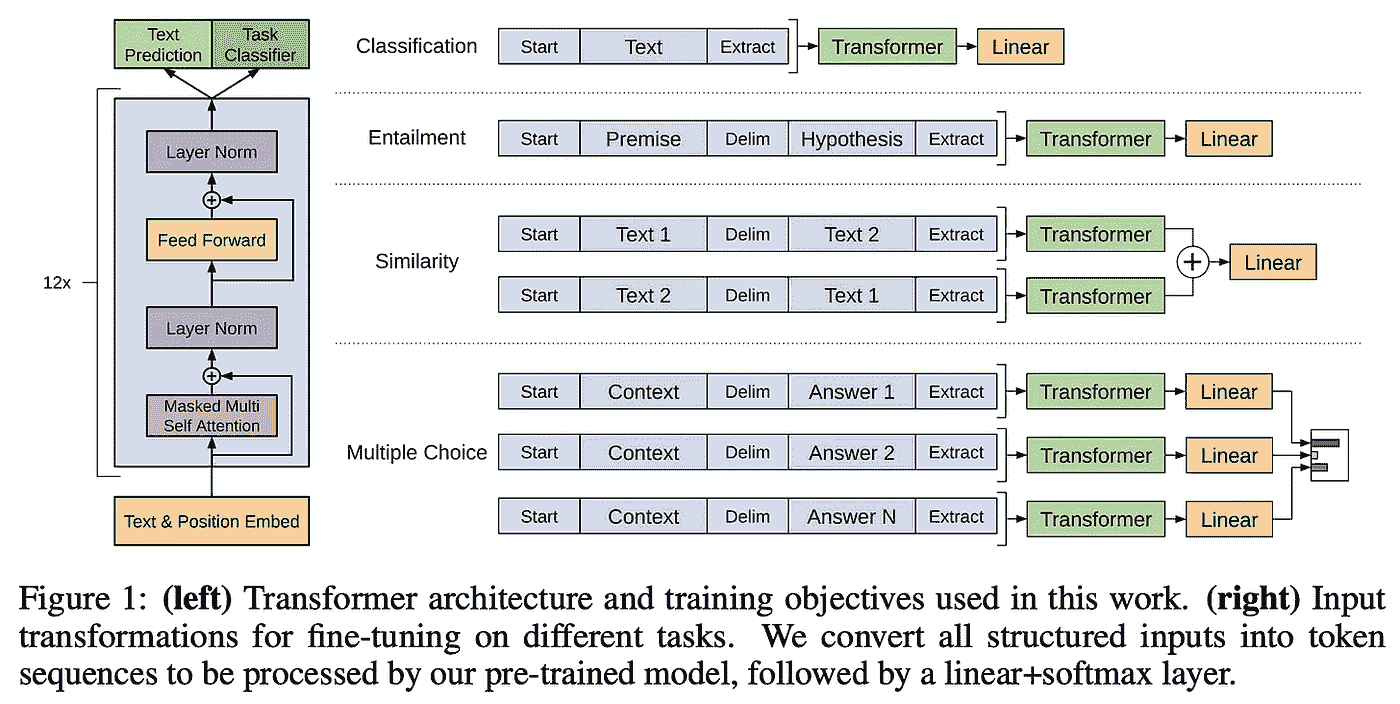 Text
Prediction
Task
Classifier
Layer Norm
+
Feed Forward
12x
Layer Norm
+
Masked Multi
Self Attention
Text & Position Embed
Classification
Start Text Extract Transformer Linear
Entailment
Start Premise Delim Hypothesis Extract Transformer Linear
Similarity
Start Text 1 Delim Text 2 Extract Transformer
+ Linear
Start Text 2 Delim Text 1 Extract Transformer
Multiple Choice
Start Context Delim Answer 1 Extract Transformer Linear
Start Context Delim Answer 2 Extract Transformer Linear
Start Context Delim Answer N Extract Transformer Linear
Figure 1: (left) Transformer architecture and training objectives used in this work. (right) Input
transformations for fine-tuning on different tasks. We convert all structured inputs into token
sequences to be processed by our pre-trained model, followed by a linear+softmax layer.